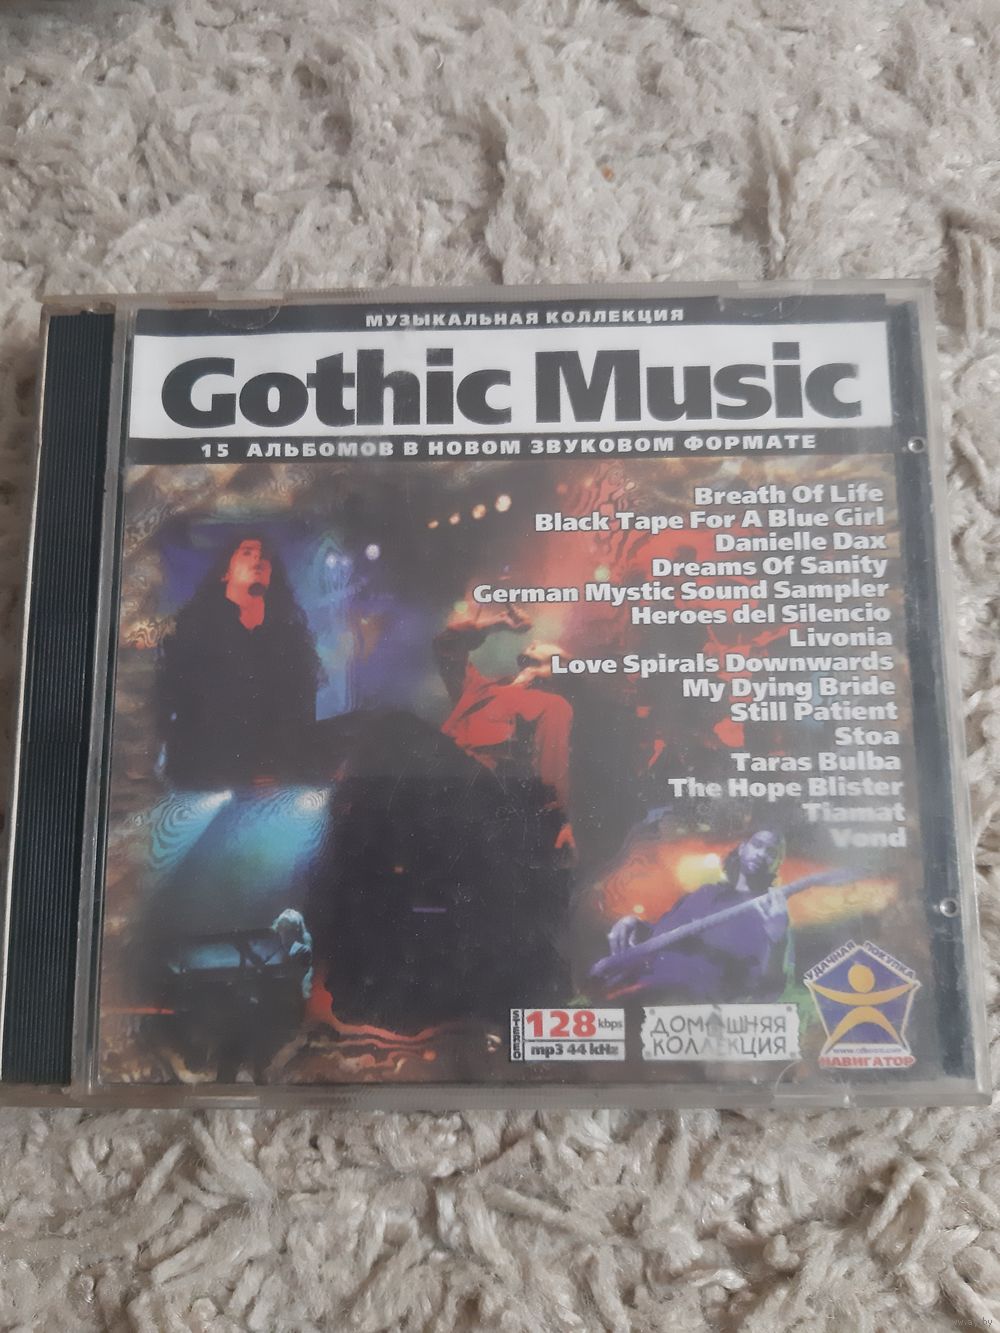 МУЗЫКАЛЬНАЯ КОЛЛЕКЦИЯ
Gothic Music
15 АЛЬБОМОВ В НОВОМ ЗВУКОВОМ ФОРМАТЕ
Breath Of Life
Black Tape For A Blue Girl
Danielle Dax
Dreams Of Sanity
German Mystic Sound Sampler
Heroes del Silencio
Livonia
Love Spirals Downwards
My Dying Bride
Still Patient
Stoa
Taras Bulba
The Hope Blister
Tiamat
Vond
STEREO
128 kbps
mp3 44 kHz
ДОМАШНЯЯ
КОЛЛЕКЦИЯ
УДАЧНАЯ ПОКУПКА
НАВИГАТОР